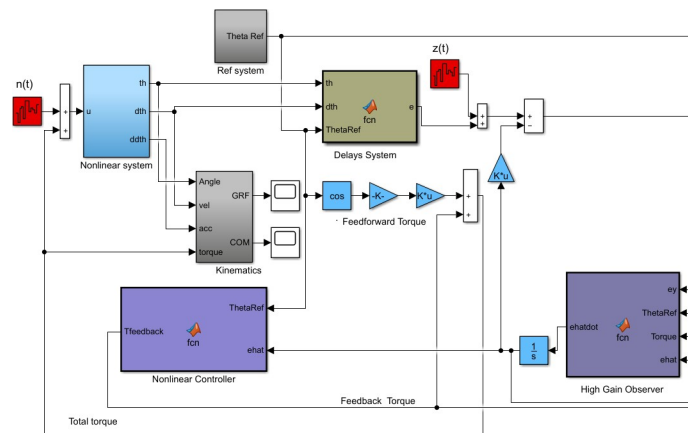 Theta Ref
Ref system
z(t)
n(t)
+
+
u
th
dth
ddth
Nonlinear system
th
dth
ThetaRef
fcn
e
Delays System
+
+
+
−
K*u
Angle
vel
acc
torque
GRF
COM
Kinematics
cos
-K-
K*u
+
+
Feedforward Torque
ThetaRef
Tfeedback
fcn
ehat
Nonlinear Controller
1
s
ey
ThetaRef
ehatdot
fcn
Torque
ehat
High Gain Observer
Feedback Torque
Total torque